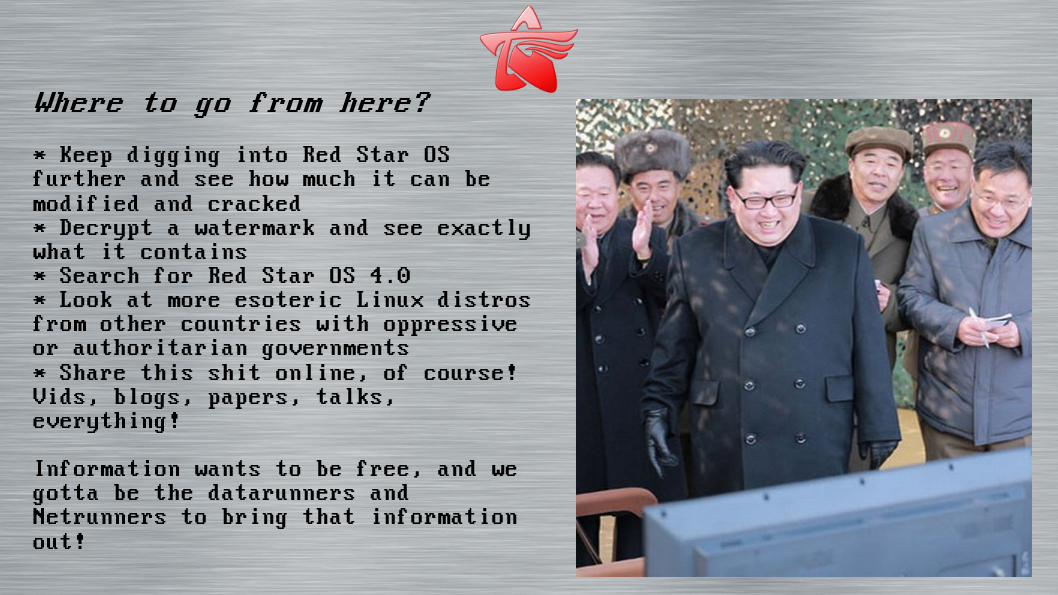 Where to go from here?
* Keep digging into Red Star OS
further and see how much it can be
modified and cracked
* Decrypt a watermark and see exactly
what it contains
* Search for Red Star OS 4.0
* Look at more esoteric Linux distros
from other countries with oppressive
or authoritarian governments
* Share this shit online, of course!
Vids, blogs, papers, talks,
everything!
Information wants to be free, and we
gotta be the datarunners and
Netrunners to bring that information
out!